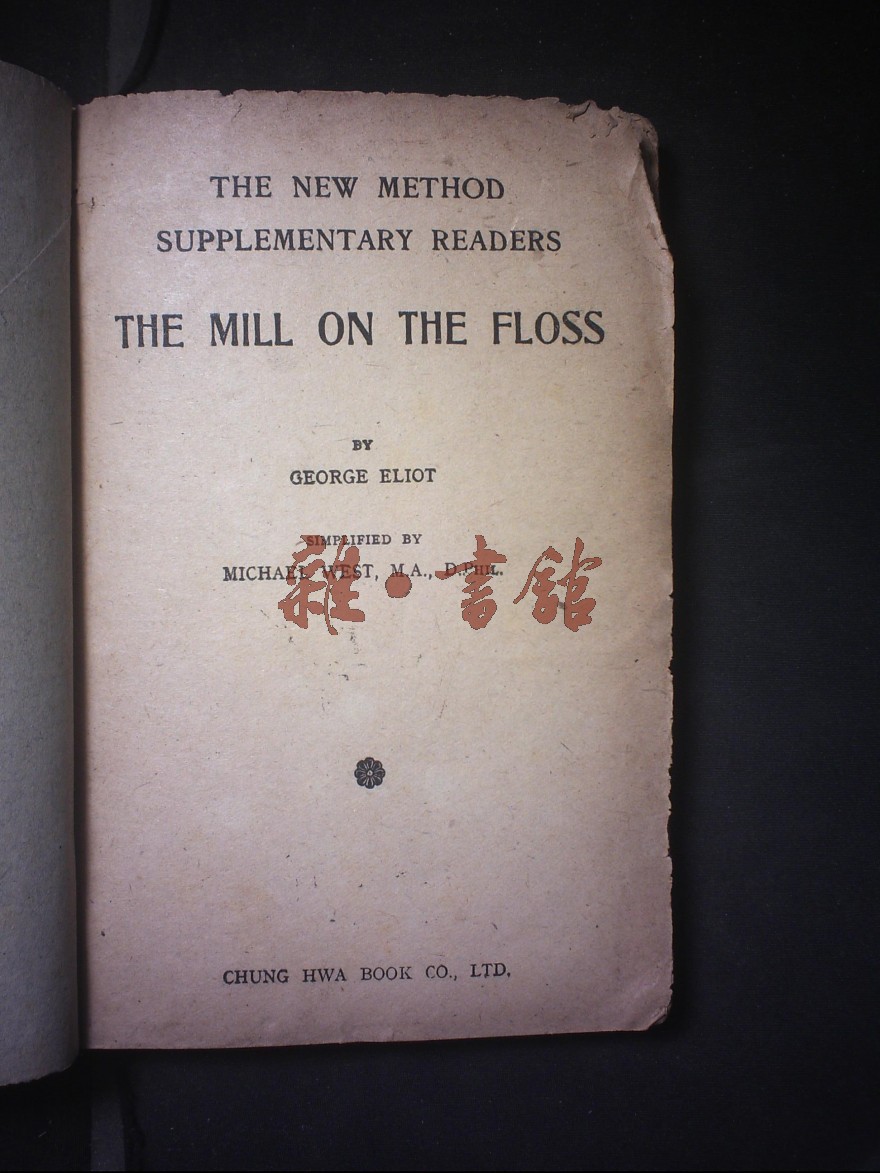 THE NEW METHOD
SUPPLEMENTARY READERS
THE MILL ON THE FLOSS
BY
GEORGE ELIOT
SIMPLIFIED BY
MICHAEL WEST, M.A., D.PHIL.
雜·書館
CHUNG HWA BOOK CO., LTD.